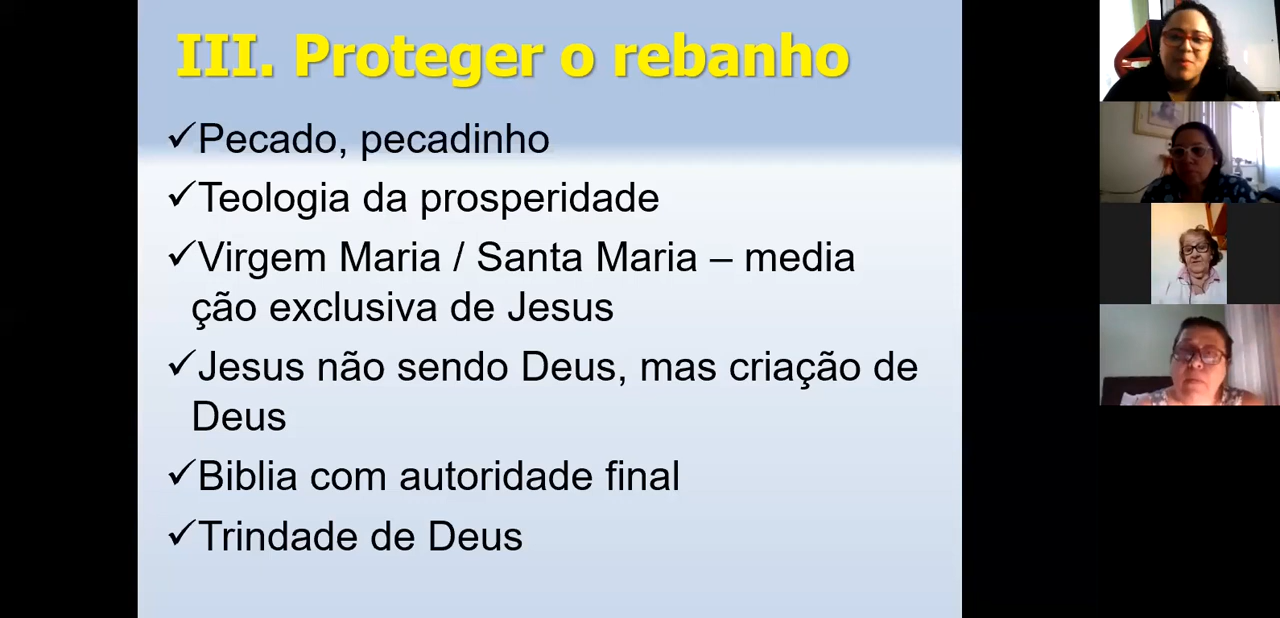 III. Proteger o rebanho
✓Pecado, pecadinho
✓Teologia da prosperidade
✓Virgem Maria / Santa Maria – media
ção exclusiva de Jesus
✓Jesus não sendo Deus, mas criação de
Deus
✓Biblia com autoridade final
✓Trindade de Deus